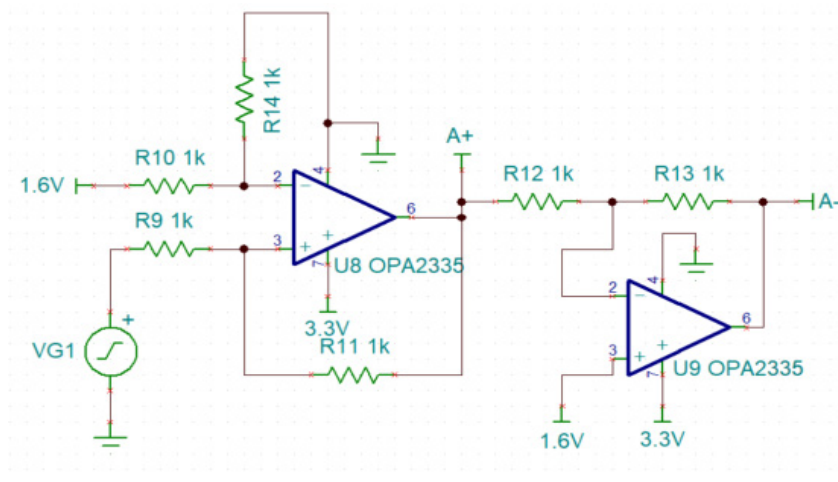 A+
R14 1k
R10 1k
R12 1k
R13 1k
1.6V
2
4
A-
R9 1k
6
3
U8 OPA2335
7
4
2
3.3V
6
VG1
R11 1k
3
U9 OPA2335
7
1.6V
3.3V